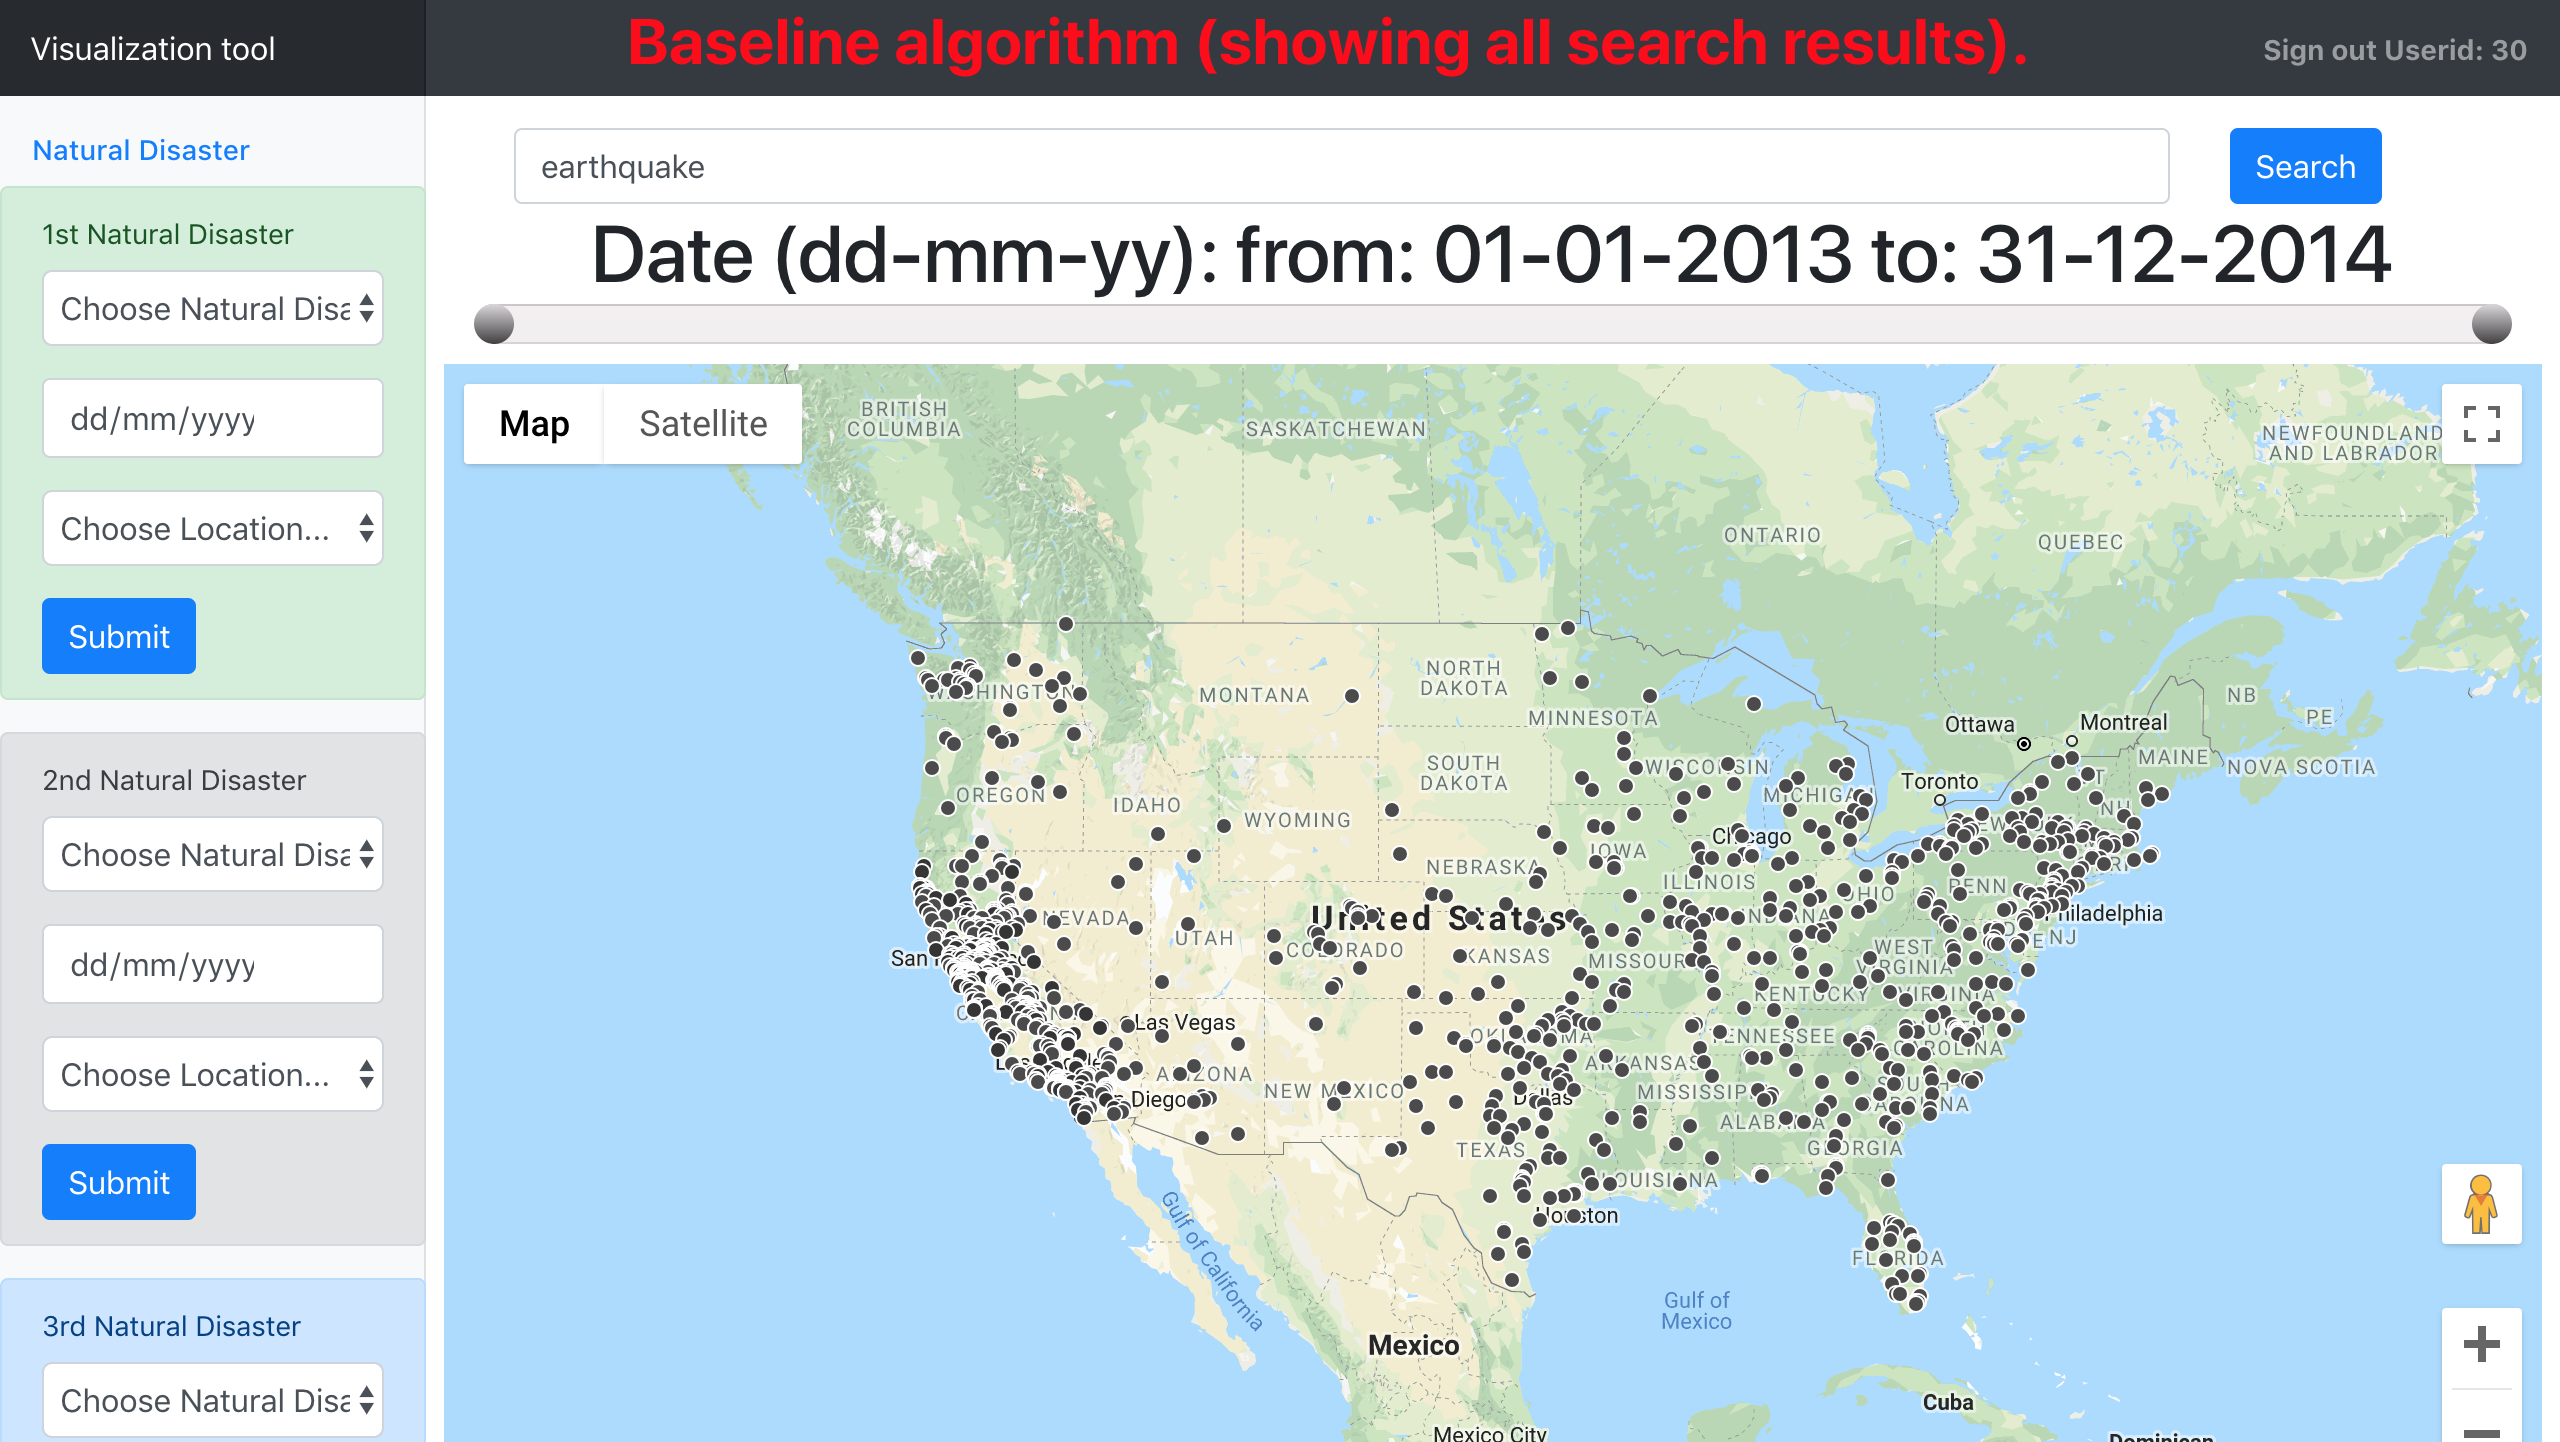 Visualization tool
Baseline algorithm (showing all search results).
Sign out Userid: 30
Natural Disaster
1st Natural Disaster
Choose Natural Disa
dd/mm/yyyy
Choose Location...
Submit
2nd Natural Disaster
Choose Natural Disa
dd/mm/yyyy
Choose Location...
Submit
3rd Natural Disaster
Choose Natural Disa
earthquake
Search
Date (dd-mm-yy): from: 01-01-2013 to: 31-12-2014
Map
Satellite
BRITISH
COLUMBIA
SASKATCHEWAN
NEWFOUNDLAND
AND LABRADOR
ONTARIO
QUEBEC
WASHINGTON
MONTANA
NORTH
DAKOTA
MINNESOTA
Ottawa
Montreal
NB
PE
MAINE
NOVA SCOTIA
SOUTH
DAKOTA
WISCONSIN
MICHIGAN
Toronto
NH
OREGON
IDAHO
WYOMING
Chicago
IOWA
NEBRASKA
ILLINOIS
INDIANA
OHIO
PENN
Philadelphia
NJ
NEVADA
UTAH
United States
COLORADO
KANSAS
MISSOURI
WEST
VIRGINIA
KENTUCKY
VIRGINIA
San
Las Vegas
ARIZONA
NEW MEXICO
OKLAHOMA
ARKANSAS
TENNESSEE
NORTH
CAROLINA
Diego
Dallas
MISSISSIPPI
SOUTH
CAROLINA
ALABAMA
GEORGIA
TEXAS
LOUISIANA
Houston
FLORIDA
Gulf of California
Gulf of
Mexico
Mexico
Cuba
Mexico City
Dominican